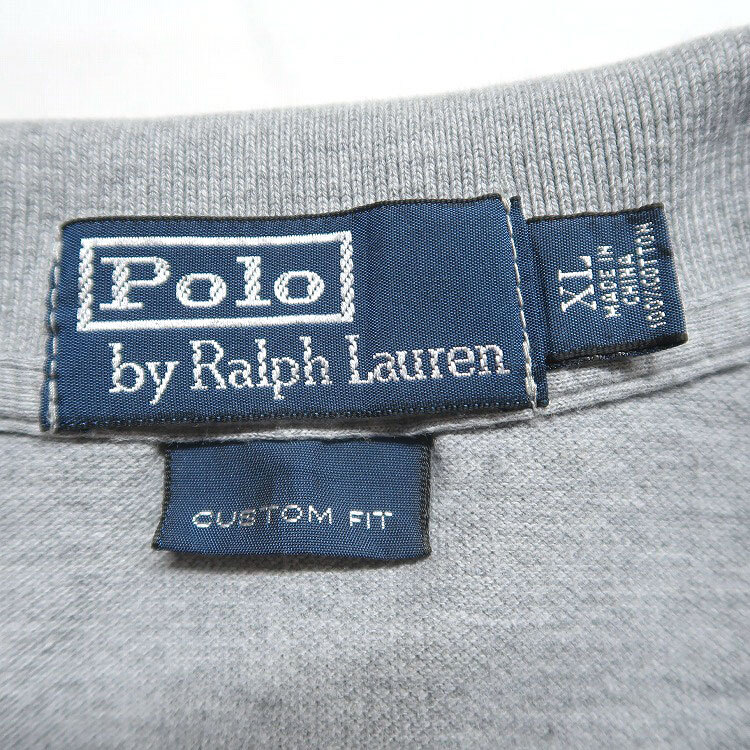 Polo
by Ralph Lauren
XL
MADE IN
CHINA
100%COTTON
CUSTOM FIT